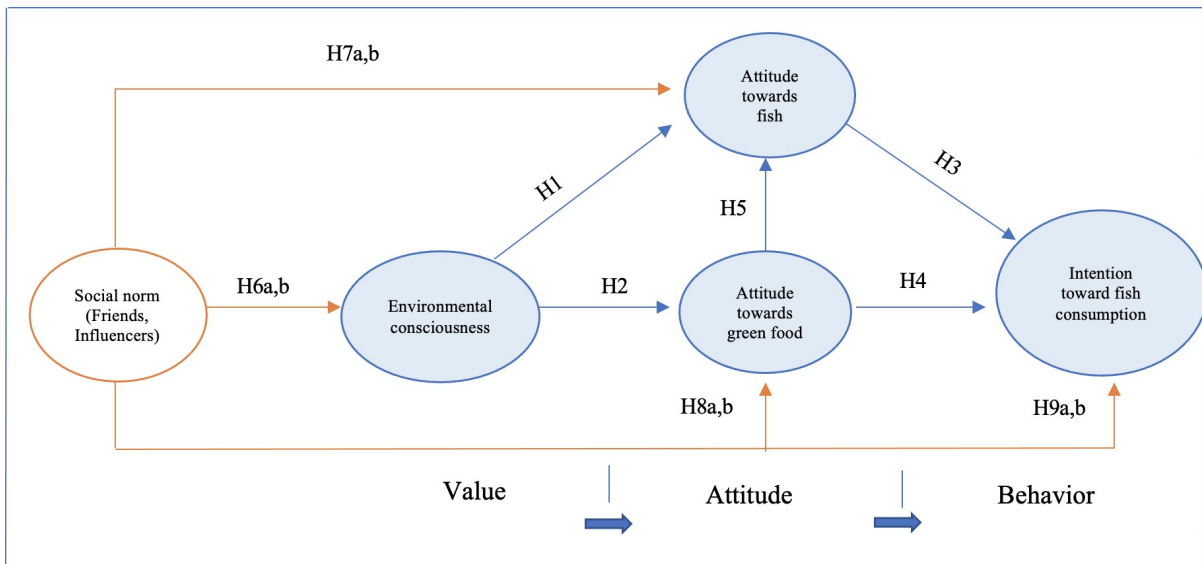 H7a,b
Attitude
towards
fish
H1
H3
H5
Social norm
(Friends,
Influencers)
H6a,b
Environmental
consciousness
H2
Attitude
towards
green food
H4
Intention
toward fish
consumption
H8a,b
H9a,b
Value
Attitude
Behavior